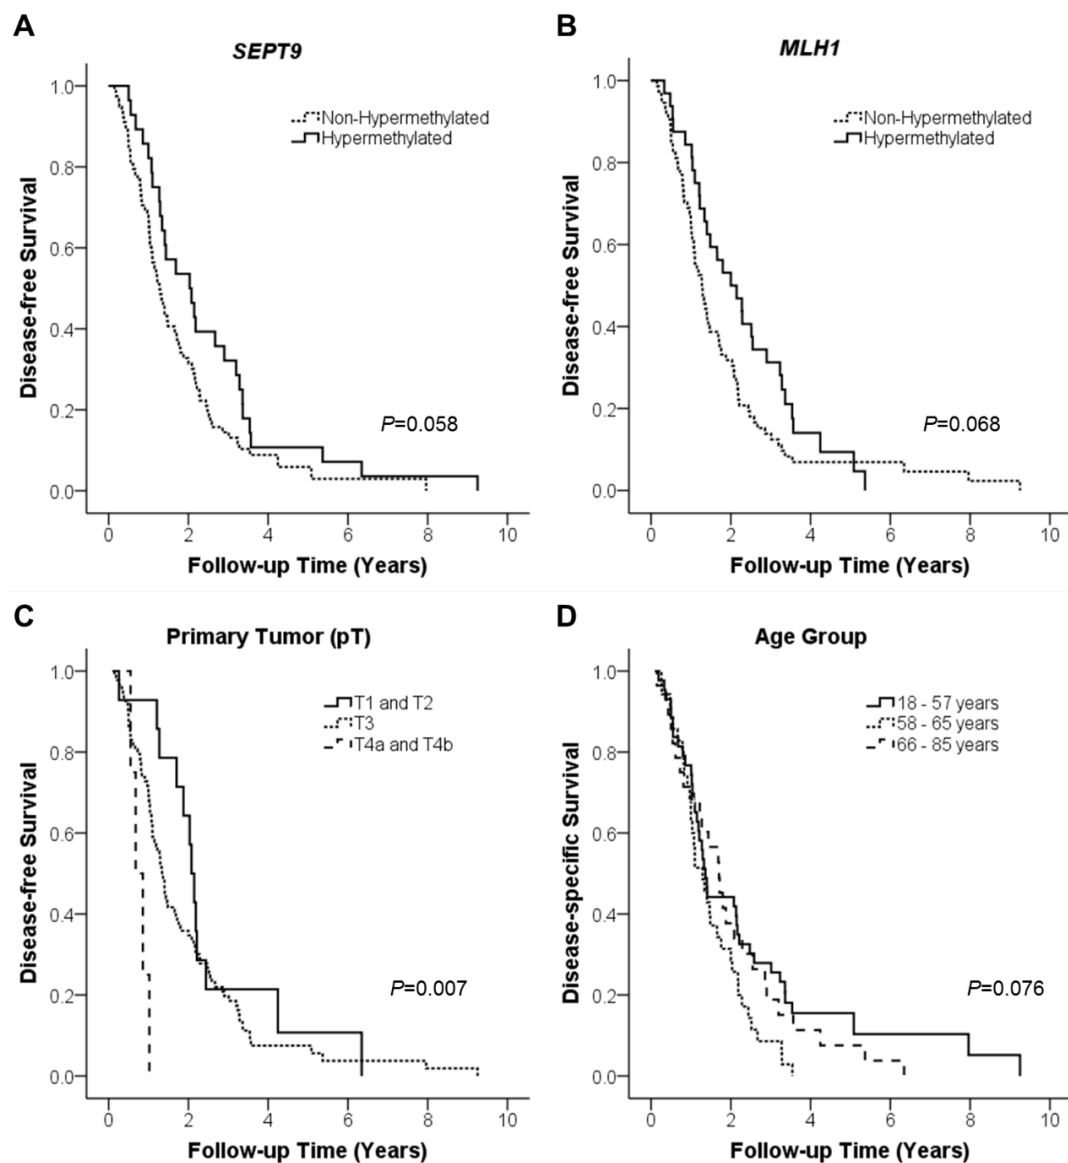 A
SEPT9
Disease-free Survival
1.0
0.8
0.6
0.4
0.2
0.0
Non-Hypermethylated
Hypermethylated
P=0.058
0 2 4 6 8 10
Follow-up Time (Years)
B
MLH1
Disease-free Survival
1.0
0.8
0.6
0.4
0.2
0.0
Non-Hypermethylated
Hypermethylated
P=0.068
0 2 4 6 8 10
Follow-up Time (Years)
C
Primary Tumor (pT)
Disease-free Survival
1.0
0.8
0.6
0.4
0.2
0.0
T1 and T2
T3
T4a and T4b
P=0.007
0 2 4 6 8 10
Follow-up Time (Years)
D
Age Group
Disease-specific Survival
1.0
0.8
0.6
0.4
0.2
0.0
18 - 57 years
58 - 65 years
66 - 85 years
P=0.076
0 2 4 6 8 10
Follow-up Time (Years)